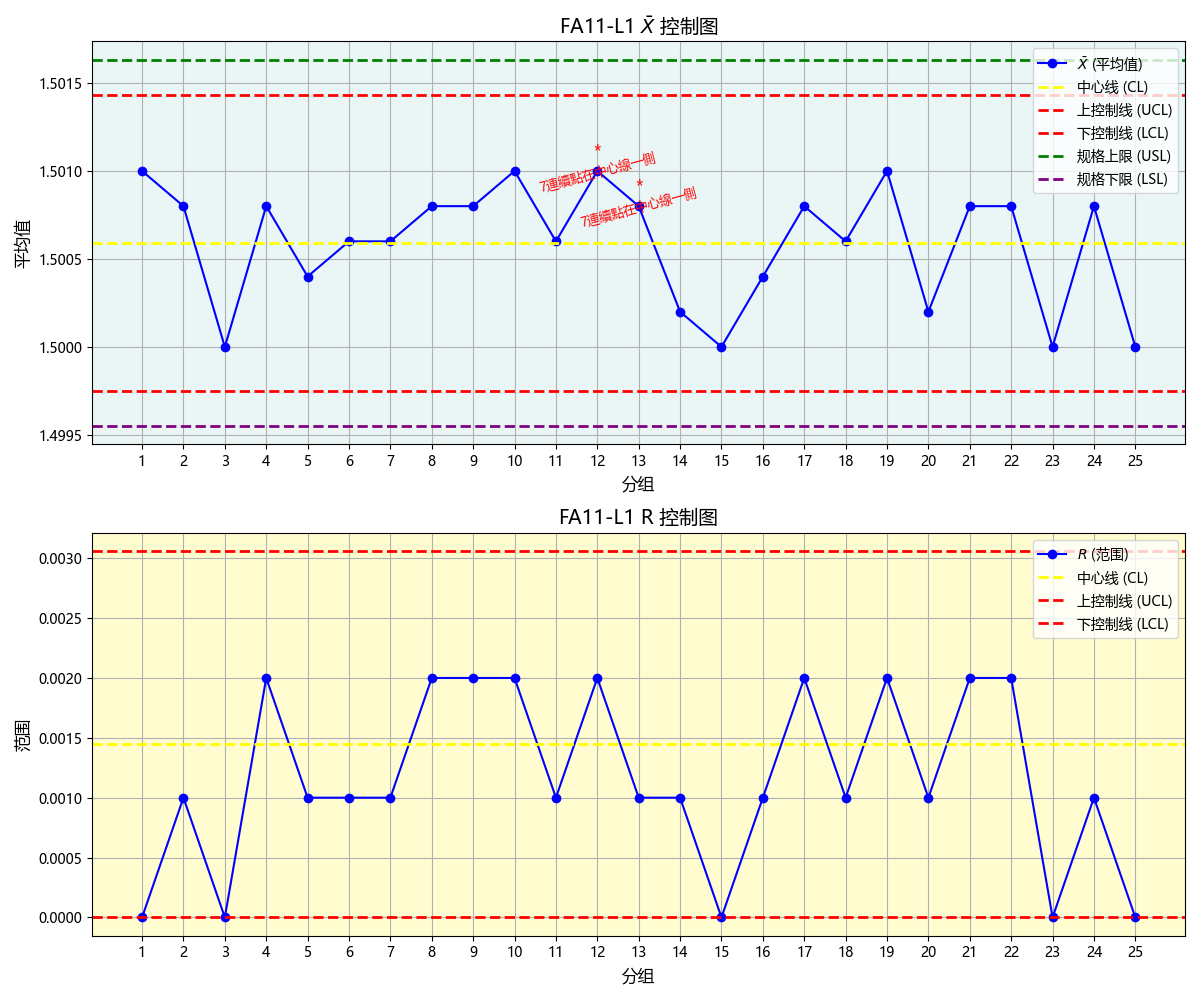 FA11-L1 X̄ 控制图
平均值
1.5015
1.5010
1.5005
1.5000
1.4995
X̄ (平均值)
中心线 (CL)
上控制线 (UCL)
下控制线 (LCL)
规格上限 (USL)
规格下限 (LSL)
*
7連續點在中心線一側
*
7連續點在中心線一側
1 2 3 4 5 6 7 8 9 10 11 12 13 14 15 16 17 18 19 20 21 22 23 24 25
分组
FA11-L1 R 控制图
范围
0.0030
0.0025
0.0020
0.0015
0.0010
0.0005
0.0000
R (范围)
中心线 (CL)
上控制线 (UCL)
下控制线 (LCL)
1 2 3 4 5 6 7 8 9 10 11 12 13 14 15 16 17 18 19 20 21 22 23 24 25
分组